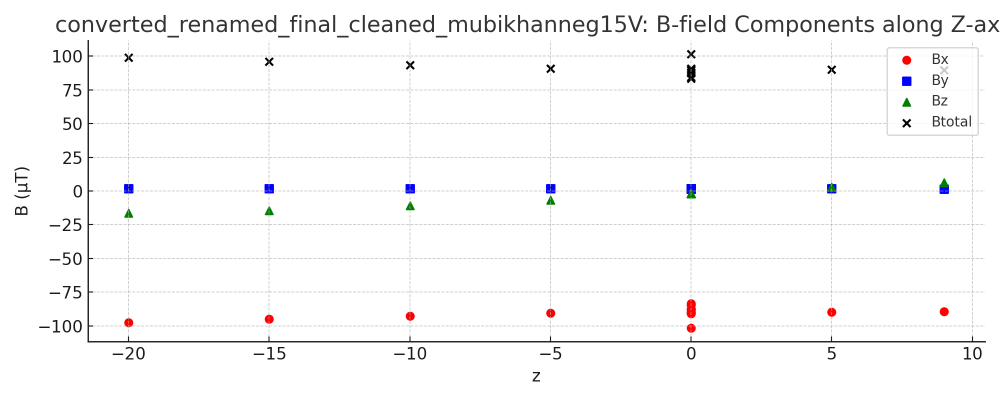 converted_renamed_final_cleaned_mubikhanneg15V: B-field Components along Z-ax
100
75
50
25
0
−25
−50
−75
−100
B (μT)
Bx
By
Bz
Btotal
−20
−15
−10
−5
0
5
10
z